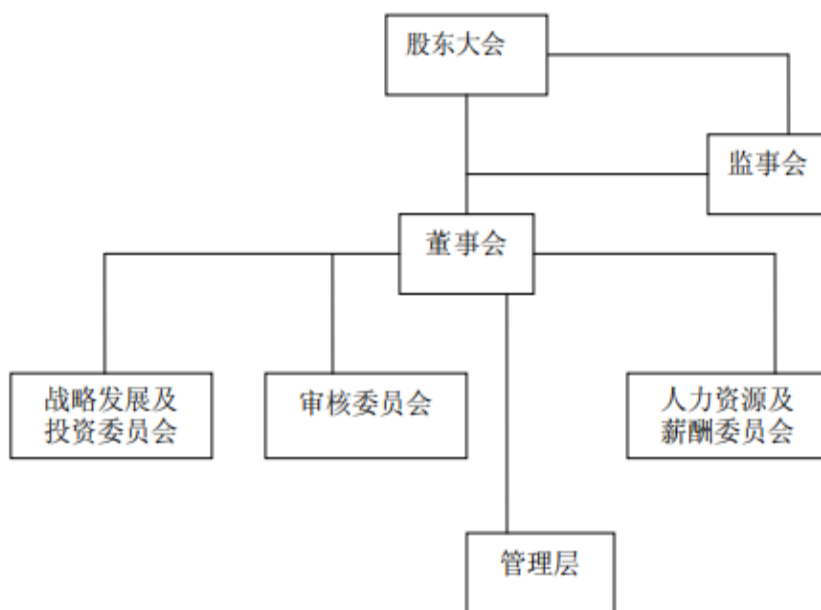 股东大会
监事会
董事会
战略发展及
投资委员会
审核委员会
人力资源及
薪酬委员会
管理层